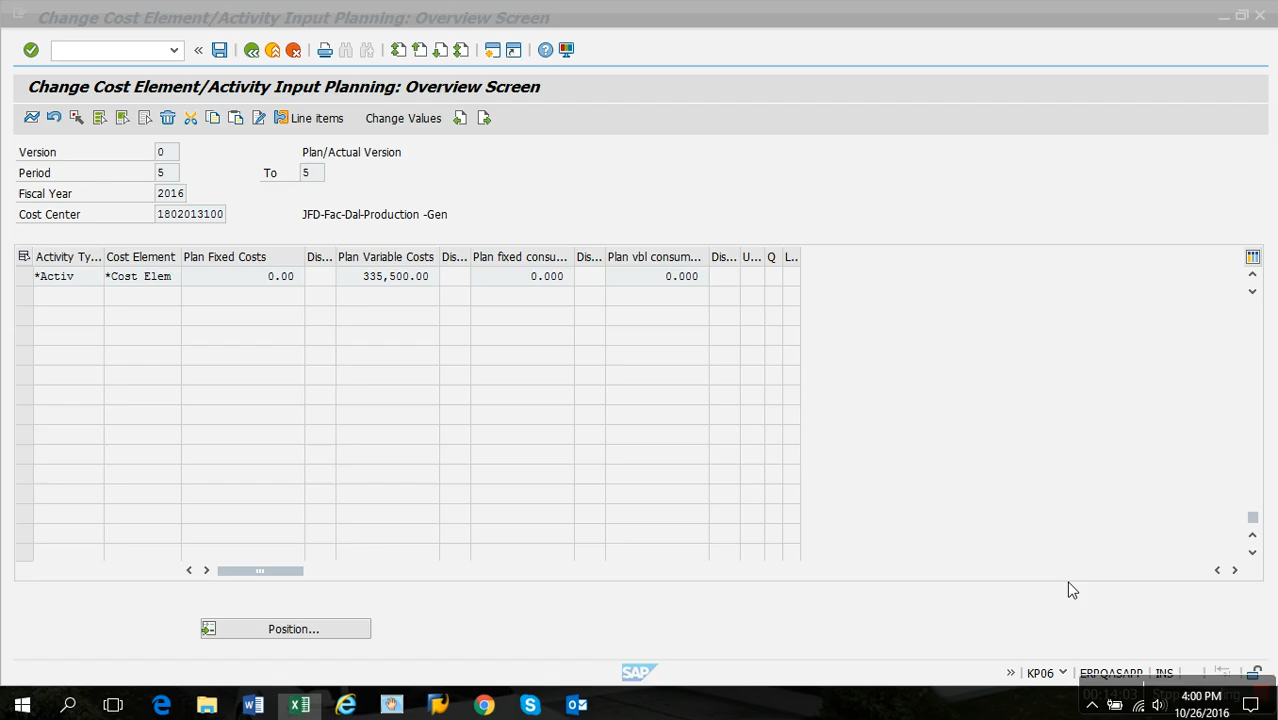 Change Cost Element/Activity Input Planning: Overview Screen
Change Cost Element/Activity Input Planning: Overview Screen
Line items Change Values
Version 0 Plan/Actual Version
Period 5 To 5
Fiscal Year 2016
Cost Center 1802013100 JFD-Fac-Dal-Production -Gen
Activity Ty... Cost Element Plan Fixed Costs Dis... Plan Variable Costs Dis... Plan fixed consu... Dis... Plan vbl consum... Dis... U... Q L...
*Activ *Cost Elem 0.00 335,500.00 0.000 0.000
Position...
SAP
KP06 ERPQASAPP INS
00:14:03
4:00 PM
10/26/2016